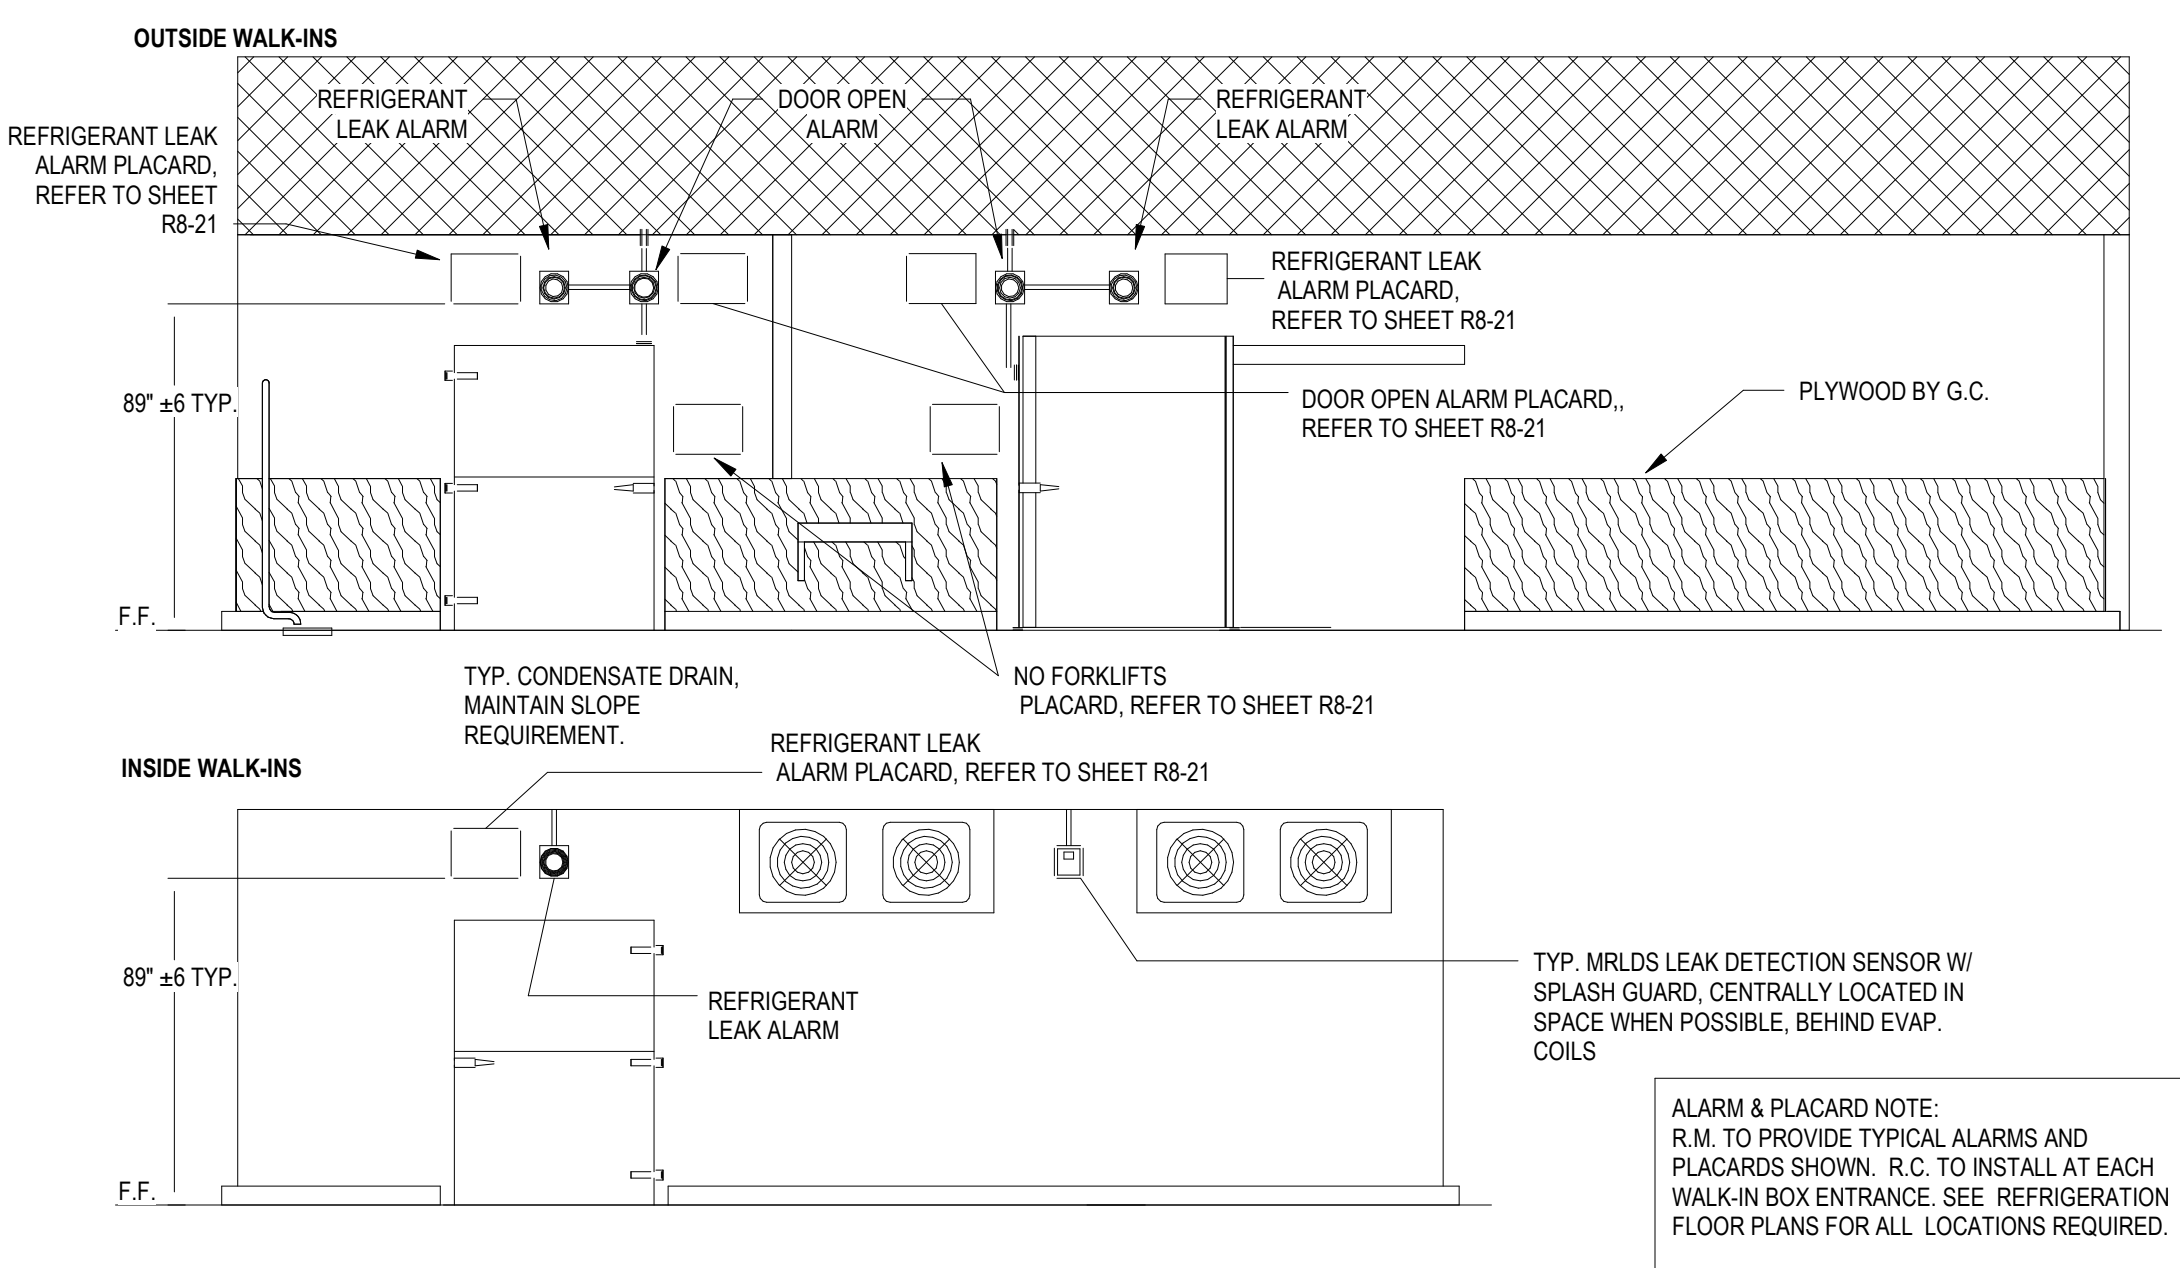 OUTSIDE WALK-INS
REFRIGERANT
LEAK ALARM
DOOR OPEN
ALARM
REFRIGERANT
LEAK ALARM
REFRIGERANT LEAK
ALARM PLACARD,
REFER TO SHEET
R8-21
REFRIGERANT LEAK
ALARM PLACARD,
REFER TO SHEET R8-21
89" ±6 TYP.
DOOR OPEN ALARM PLACARD,,
REFER TO SHEET R8-21
PLYWOOD BY G.C.
F.F.
TYP. CONDENSATE DRAIN,
MAINTAIN SLOPE
REQUIREMENT.
NO FORKLIFTS
PLACARD, REFER TO SHEET R8-21
INSIDE WALK-INS
REFRIGERANT LEAK
ALARM PLACARD, REFER TO SHEET R8-21
89" ±6 TYP.
REFRIGERANT
LEAK ALARM
TYP. MRLDS LEAK DETECTION SENSOR W/
SPLASH GUARD, CENTRALLY LOCATED IN
SPACE WHEN POSSIBLE, BEHIND EVAP.
COILS
F.F.
ALARM & PLACARD NOTE:
R.M. TO PROVIDE TYPICAL ALARMS AND
PLACARDS SHOWN. R.C. TO INSTALL AT EACH
WALK-IN BOX ENTRANCE. SEE REFRIGERATION
FLOOR PLANS FOR ALL LOCATIONS REQUIRED.